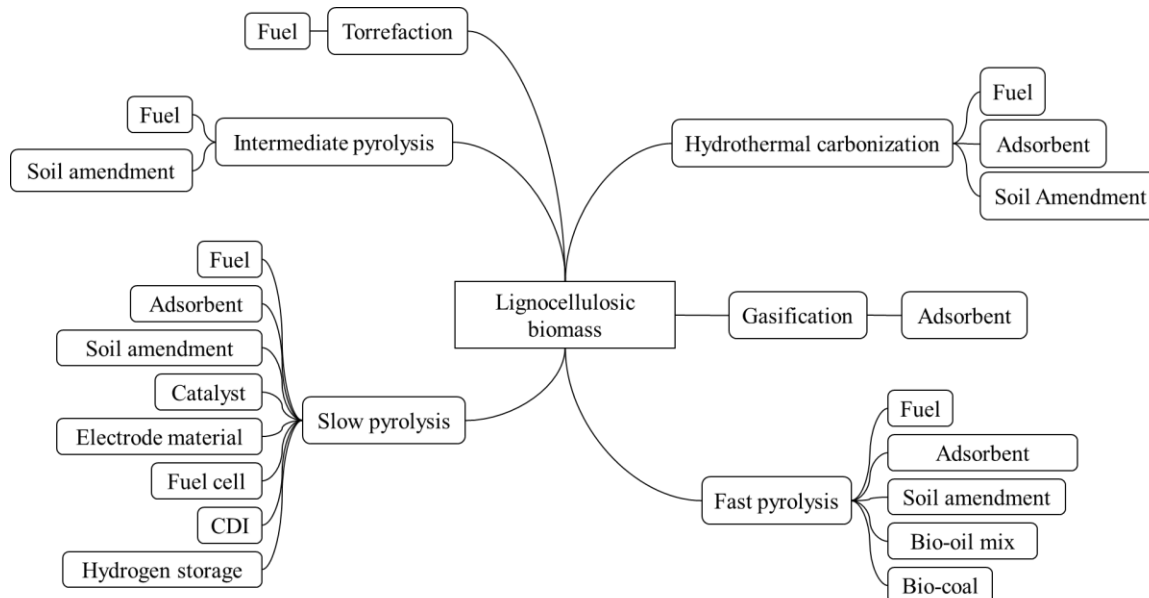 Fuel
Torrefaction
Fuel
Intermediate pyrolysis
Soil amendment
Fuel
Hydrothermal carbonization
Adsorbent
Soil Amendment
Lignocellulosic
biomass
Gasification
Adsorbent
Fuel
Adsorbent
Soil amendment
Catalyst
Slow pyrolysis
Electrode material
Fuel cell
CDI
Hydrogen storage
Fuel
Adsorbent
Fast pyrolysis
Soil amendment
Bio-oil mix
Bio-coal